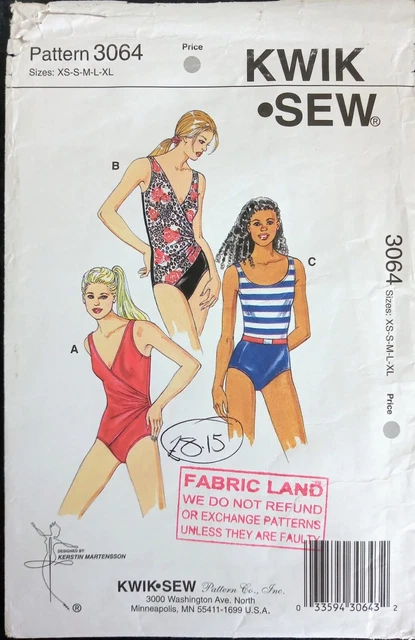 Pattern 3064
Sizes: XS-S-M-L-XL
Price
KWIK
•SEW®
B
C
A
3064 Sizes: XS-S-M-L-XL
Price
18.15
FABRIC LAND
WE DO NOT REFUND
OR EXCHANGE PATTERNS
UNLESS THEY ARE FAULTY
DESIGNED BY
KERSTIN MARTENSSON
®
KWIK•SEW Pattern Co., Inc.
3000 Washington Ave. North
Minneapolis, MN 55411-1699 U.S.A.
0 33594 30643 2